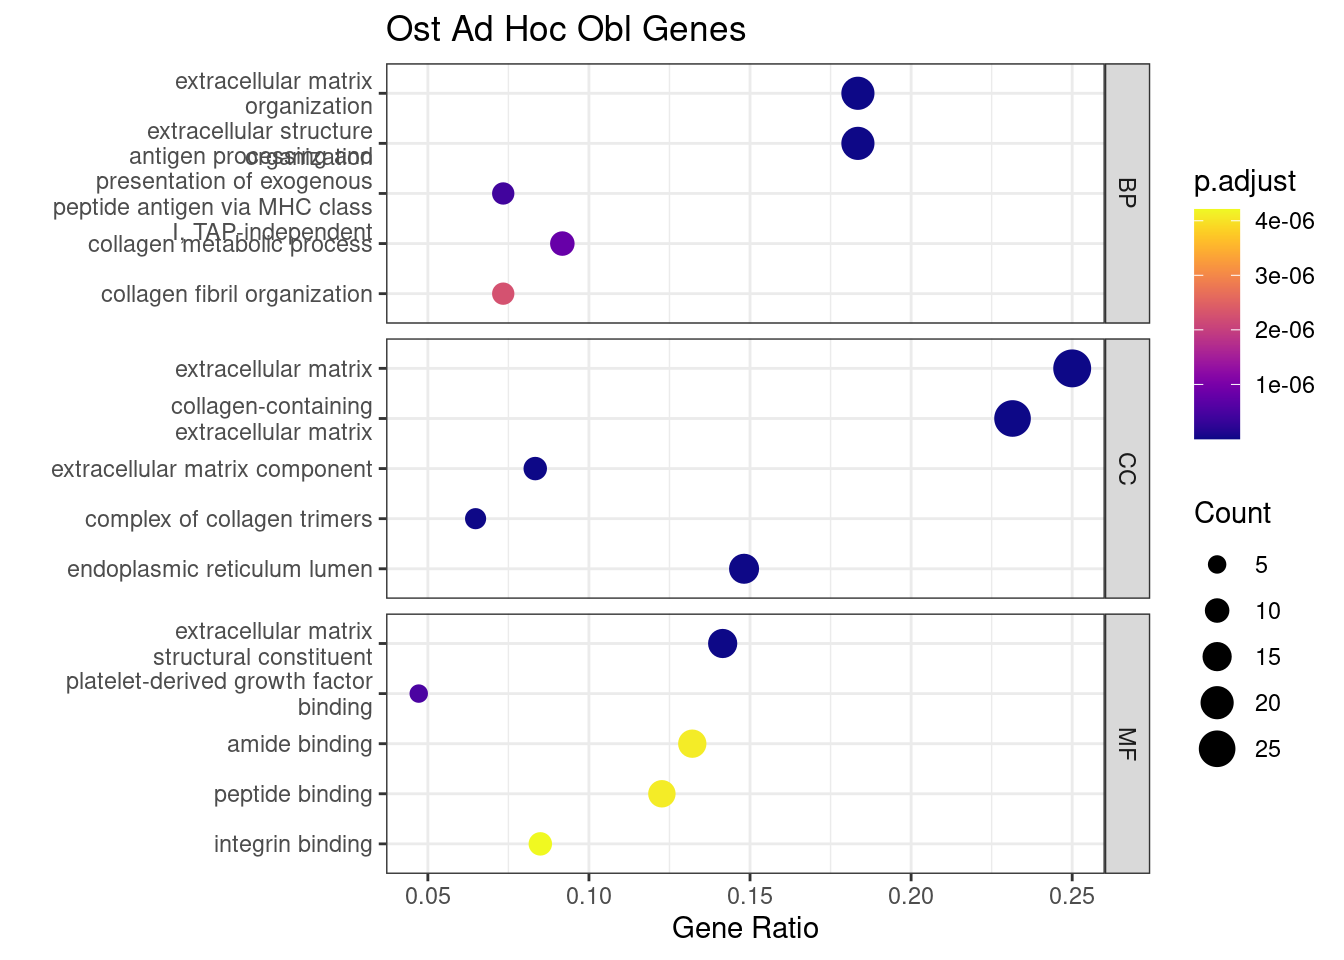 Ost Ad Hoc Obl Genes
extracellular matrix
organization
extracellular structure
organization
antigen processing and
presentation of exogenous
peptide antigen via MHC class
I, TAP-independent
collagen metabolic process
collagen fibril organization
BP
extracellular matrix
collagen-containing
extracellular matrix
extracellular matrix component
complex of collagen trimers
endoplasmic reticulum lumen
CC
extracellular matrix
structural constituent
platelet-derived growth factor
binding
amide binding
peptide binding
integrin binding
MF
0.05 0.10 0.15 0.20 0.25
Gene Ratio
p.adjust
4e-06
3e-06
2e-06
1e-06
Count
5
10
15
20
25